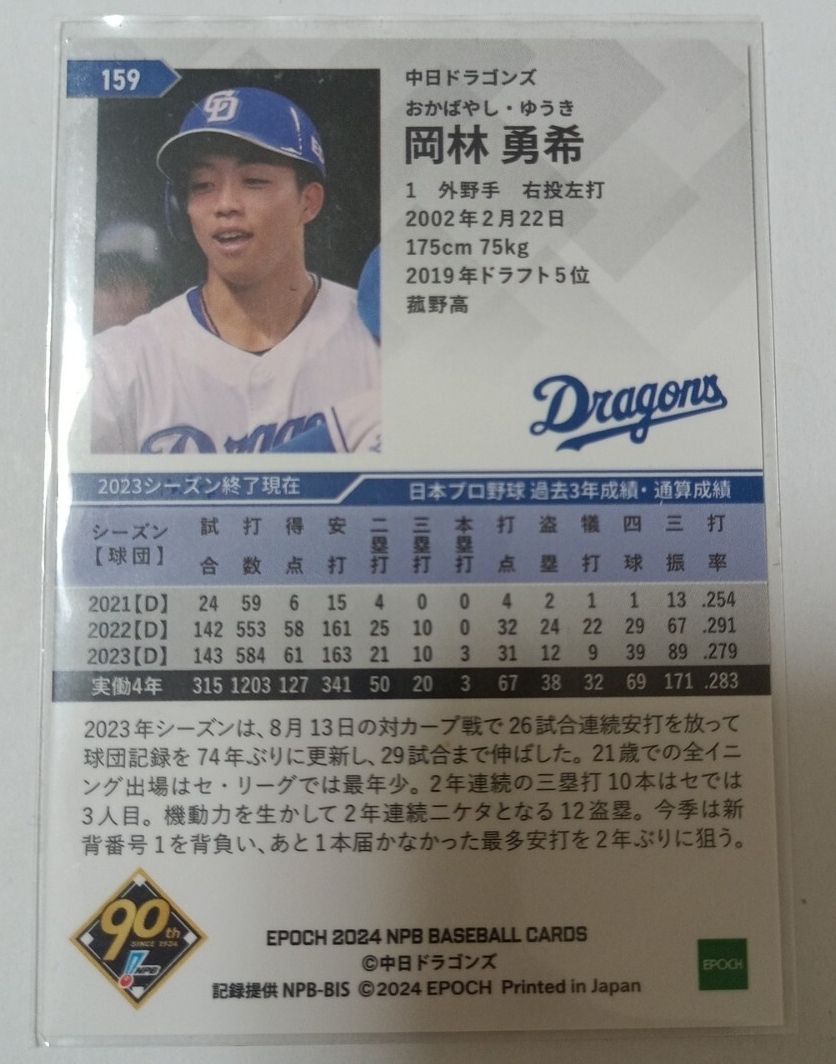 159
中日ドラゴンズ
おかばやし・ゆうき
岡林 勇希
1 外野手 右投左打
2002年2月22日
175cm 75kg
2019年ドラフト5位
菰野高
Dragons
2023シーズン終了現在 日本プロ野球 過去3年成績・通算成績
シーズン【球団】 試合 打数 得点 安打 二塁打 三塁打 本塁打 打点 盗塁 犠打 四球 三振 打率
2021【D】 24 59 6 15 4 0 0 4 2 1 1 13 .254
2022【D】 142 553 58 161 25 10 0 32 24 22 29 67 .291
2023【D】 143 584 61 163 21 10 3 31 12 9 39 89 .279
実働4年 315 1203 127 341 50 20 3 67 38 32 69 171 .283
2023年シーズンは、8月13日の対カープ戦で26試合連続安打を放って
球団記録を74年ぶりに更新し、29試合まで伸ばした。21歳での全イニ
ング出場はセ・リーグでは最年少。2年連続の三塁打10本はセでは
3人目。機動力を生かして2年連続二ケタとなる12盗塁。今季は新
背番号1を背負い、あと1本届かなかった最多安打を2年ぶりに狙う。
90th
SINCE 1934
NPB
EPOCH 2024 NPB BASEBALL CARDS
©中日ドラゴンズ
記録提供 NPB-BIS ©2024 EPOCH Printed in Japan
EPOCH